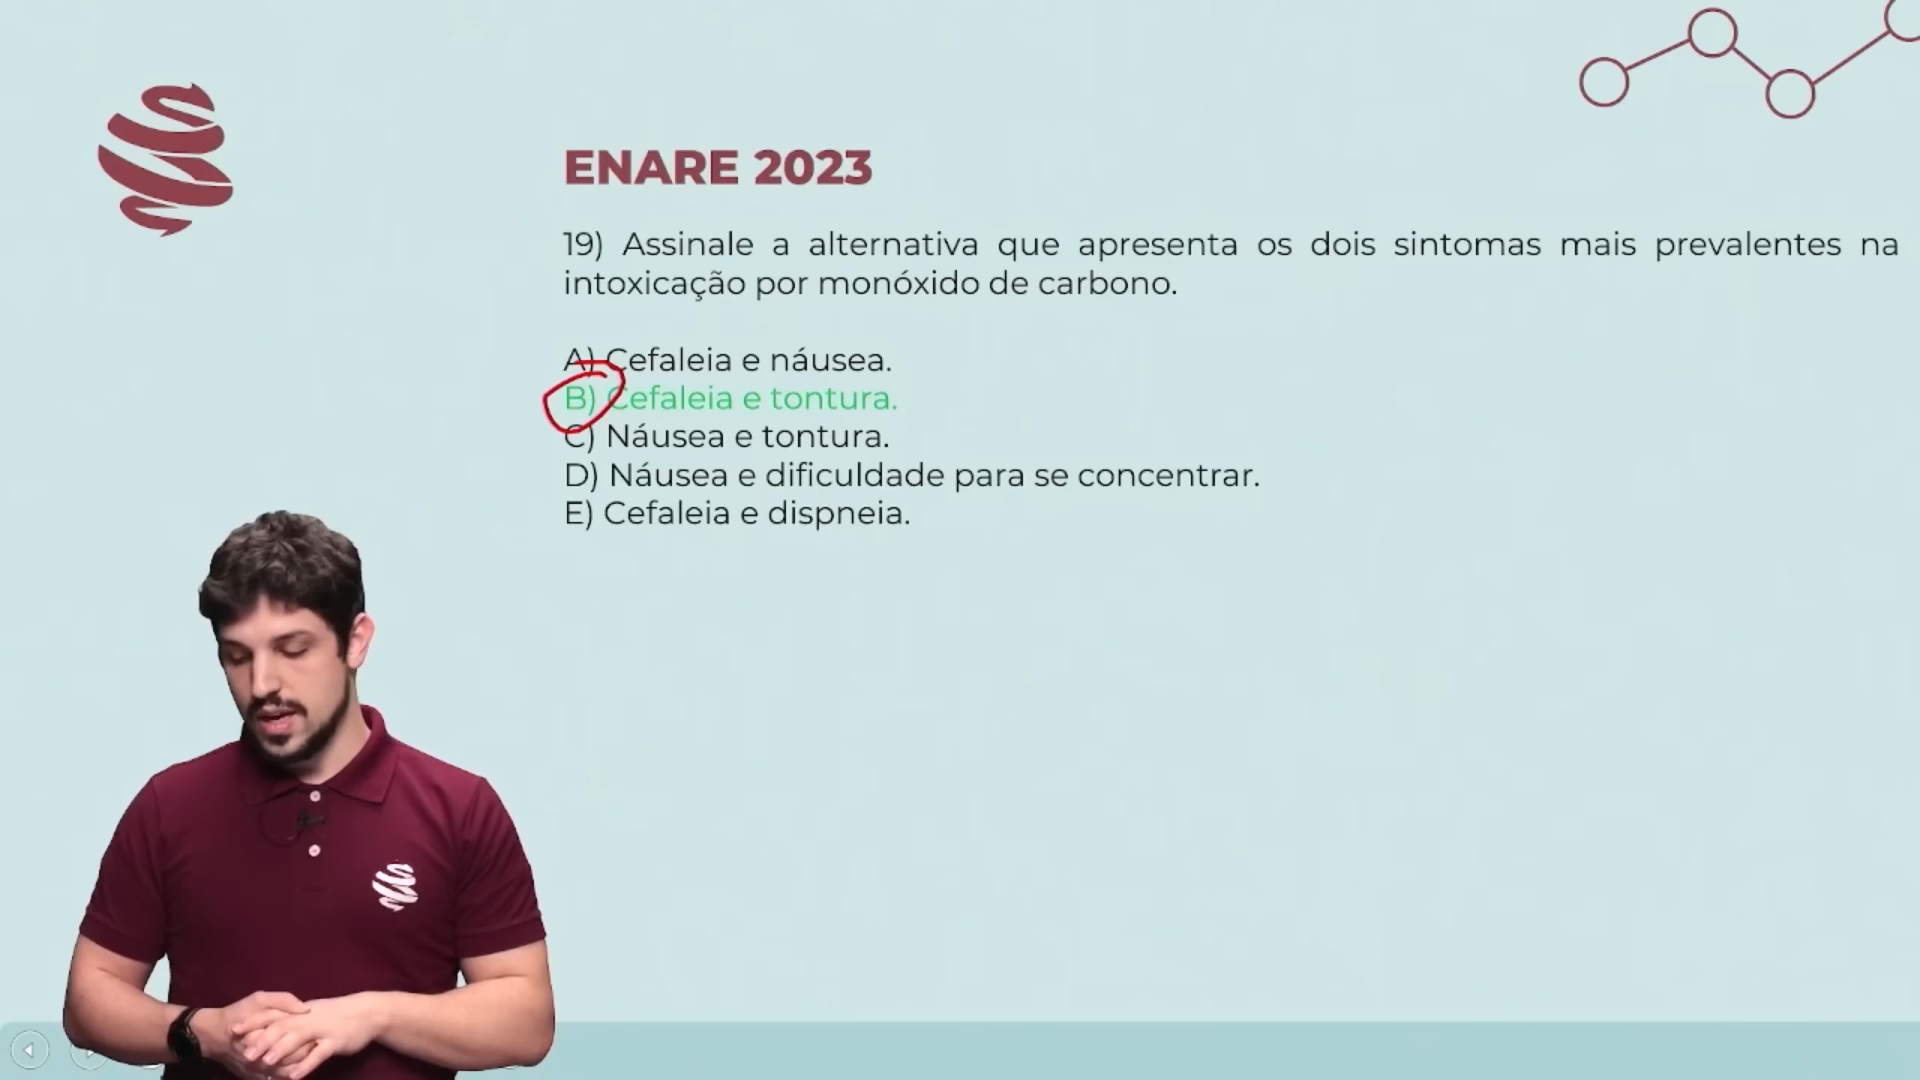 ENARE 2023
19) Assinale a alternativa que apresenta os dois sintomas mais prevalentes na
intoxicação por monóxido de carbono.
A) Cefaleia e náusea.
B) Cefaleia e tontura.
C) Náusea e tontura.
D) Náusea e dificuldade para se concentrar.
E) Cefaleia e dispneia.